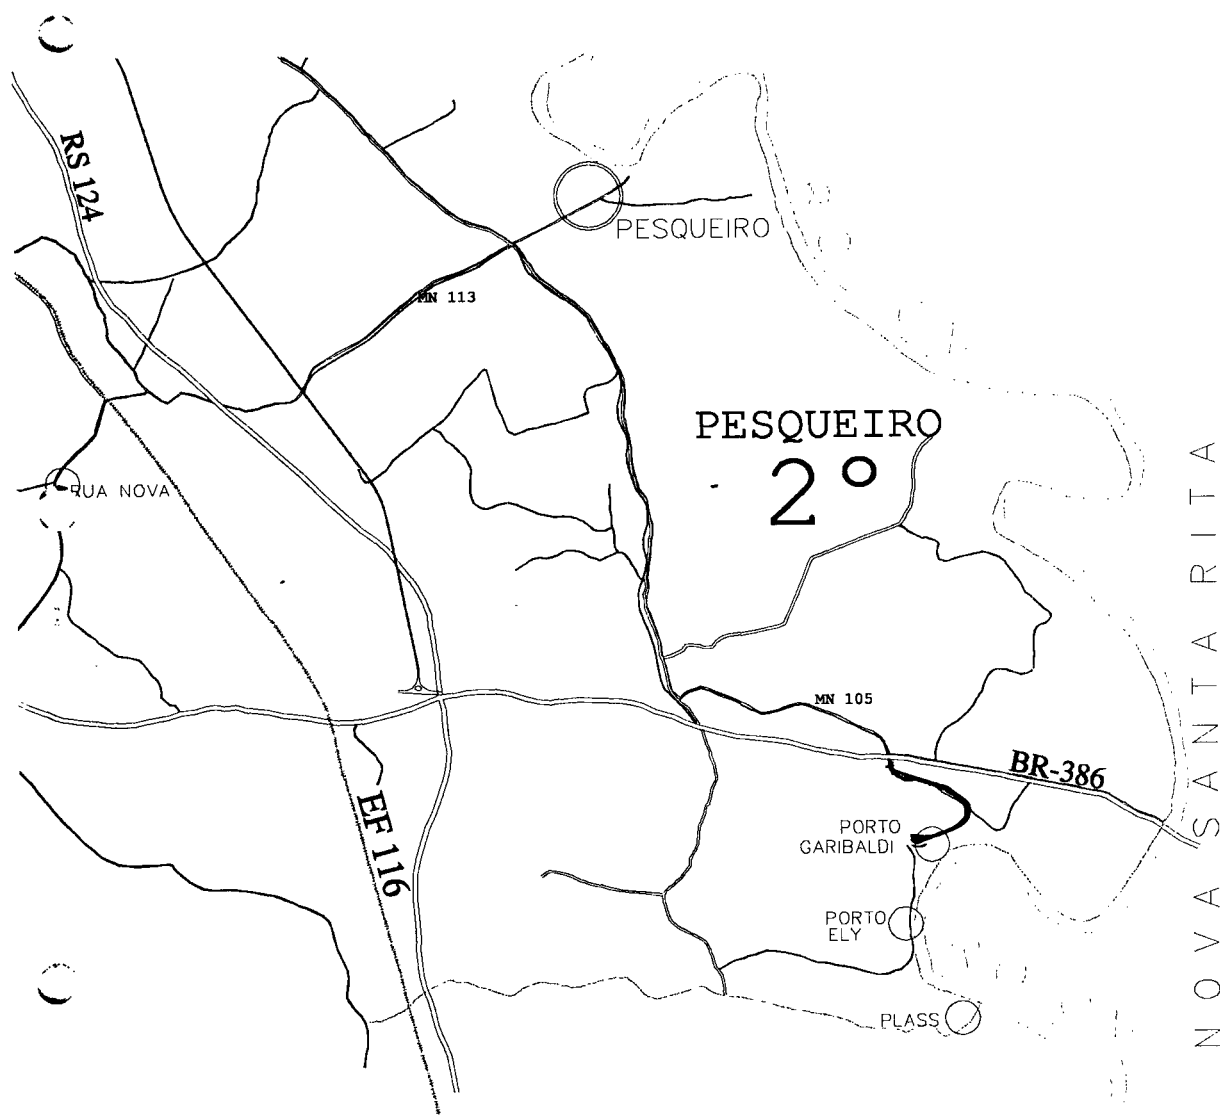 RS 124
PESQUEIRO
MN 113
PESQUEIRO
2°
RUA NOVA
NOVA SANTA RITA
MN 105
BR-386
EF 116
PORTO
GARIBALDI
PORTO
ELY
PLASS